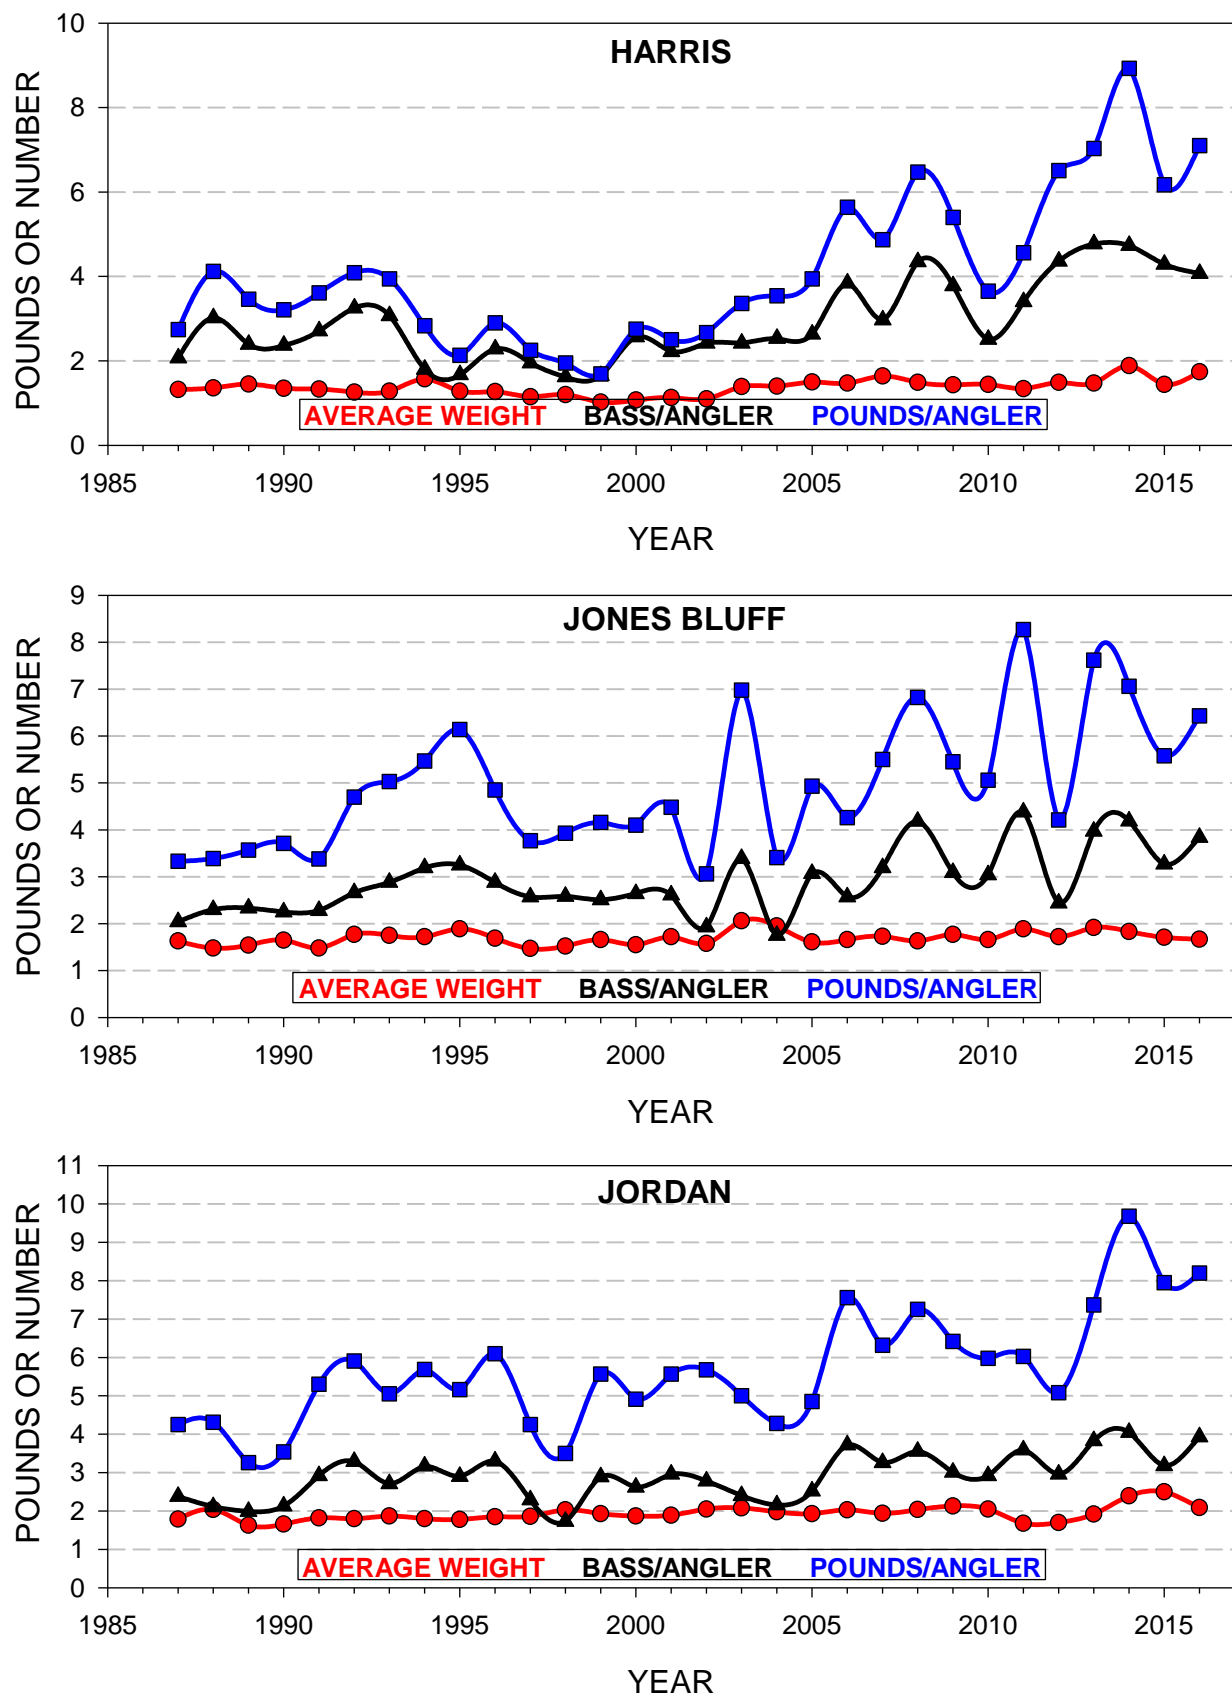 HARRIS
POUNDS OR NUMBER
10
8
6
4
2
0
AVERAGE WEIGHT BASS/ANGLER POUNDS/ANGLER
1985 1990 1995 2000 2005 2010 2015
YEAR
JONES BLUFF
POUNDS OR NUMBER
9
8
7
6
5
4
3
2
1
0
AVERAGE WEIGHT BASS/ANGLER POUNDS/ANGLER
1985 1990 1995 2000 2005 2010 2015
YEAR
JORDAN
POUNDS OR NUMBER
11
10
9
8
7
6
5
4
3
2
1
0
AVERAGE WEIGHT BASS/ANGLER POUNDS/ANGLER
1985 1990 1995 2000 2005 2010 2015
YEAR